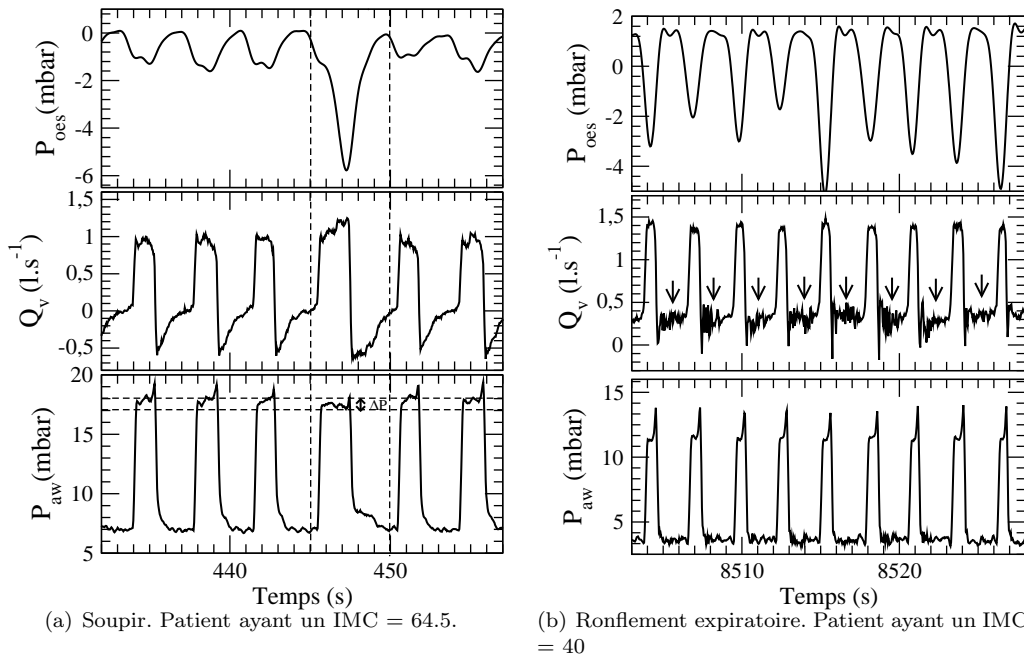 0
-2
-4
-6
P_oes (mbar)
1,5
1
0,5
0
-0,5
Q_v (l.s^-1)
20
15
10
5
P_aw (mbar)
ΔP
440 450
Temps (s)
(a) Soupir. Patient ayant un IMC = 64.5.
2
0
-2
-4
P_oes (mbar)
1,5
1
0,5
0
Q_v (l.s^-1)
15
10
5
P_aw (mbar)
8510 8520
Temps (s)
(b) Ronflement expiratoire. Patient ayant un IMC
= 40